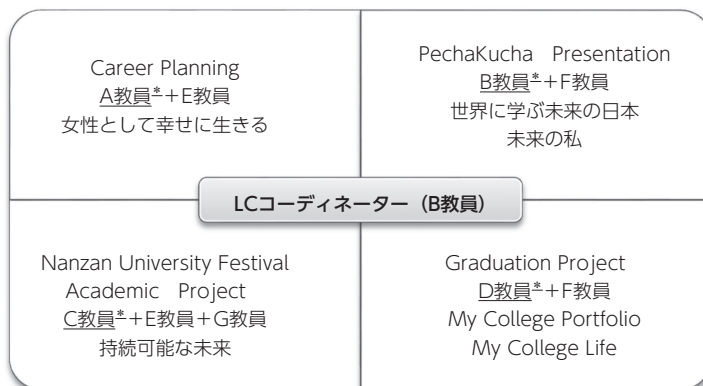 Career Planning
A教員*+E教員
女性として幸せに生きる
PechaKucha Presentation
B教員*+F教員
世界に学ぶ未来の日本
未来の私
LCコーディネーター（B教員）
Nanzan University Festival
Academic Project
C教員*+E教員+G教員
持続可能な未来
Graduation Project
D教員*+F教員
My College Portfolio
My College Life